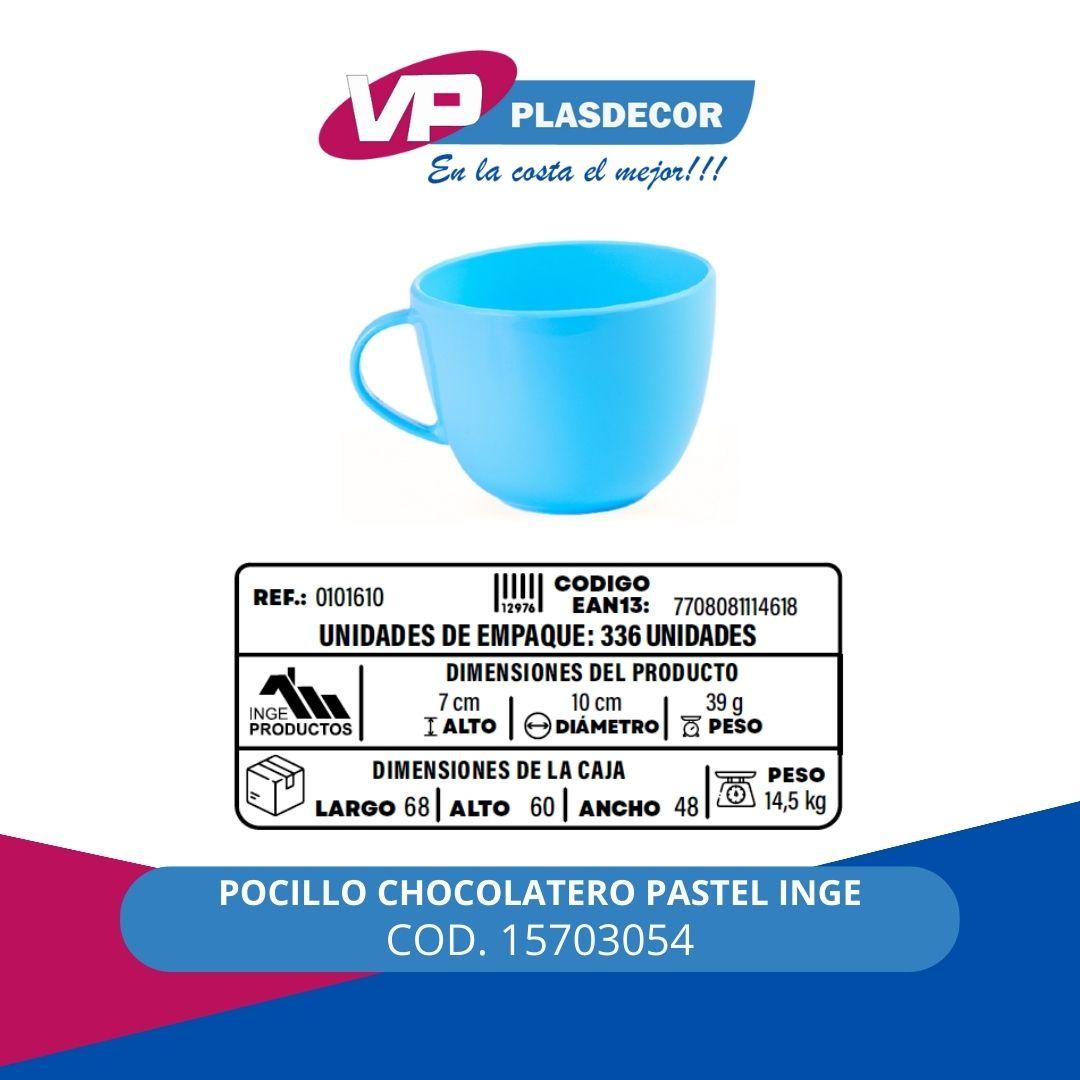 VP PLASDECOR
En la costa el mejor!!!
REF.: 0101610
12976
CODIGO
EAN13: 7708081114618
UNIDADES DE EMPAQUE: 336 UNIDADES
INGE
PRODUCTOS
DIMENSIONES DEL PRODUCTO
7 cm 10 cm 39 g
ALTO DIÁMETRO PESO
DIMENSIONES DE LA CAJA
LARGO 68 ALTO 60 ANCHO 48
PESO
14,5 kg
POCILLO CHOCOLATERO PASTEL INGE
COD. 15703054